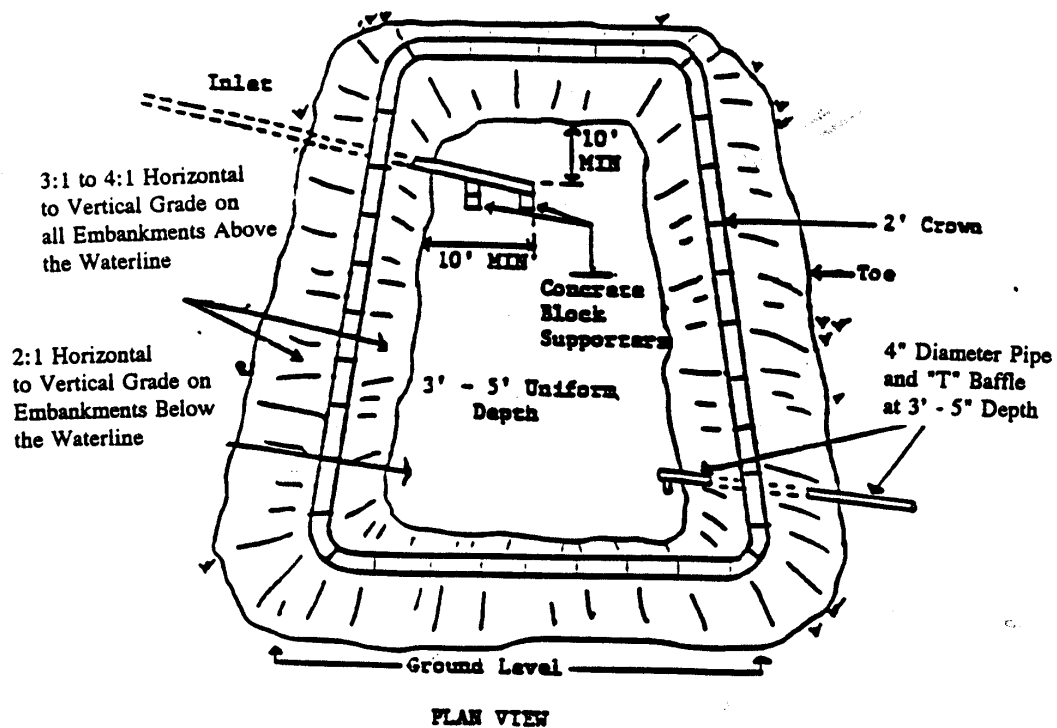 Inlet
10'
MIN
3:1 to 4:1 Horizontal
to Vertical Grade on
all Embankments Above
the Waterline
2' Crown
10' MIN
Toe
Concrete
Block
Supporters
2:1 Horizontal
to Vertical Grade on
Embankments Below
the Waterline
3' - 5' Uniform
Depth
4" Diameter Pipe
and "T" Baffle
at 3' - 5" Depth
Ground Level
PLAN VIEW